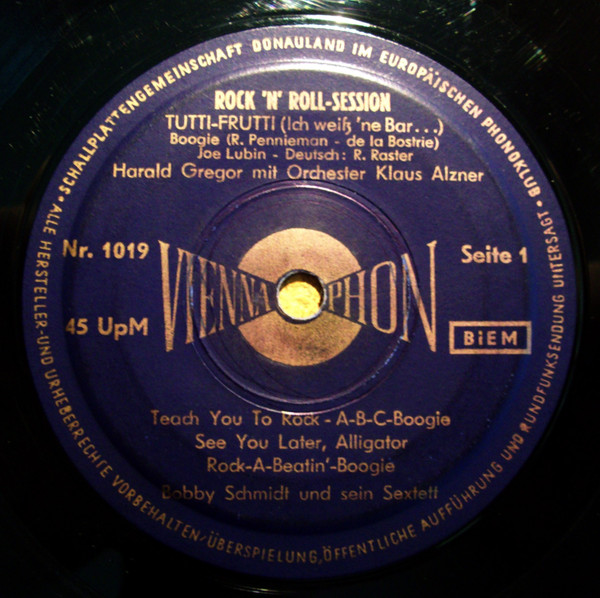 SCHALLPLATTENGEMEINSCHAFT DONAULAND IM EUROPÄISCHEN PHONOKLUB ·
ROCK 'N' ROLL-SESSION
TUTTI-FRUTTI (Ich weiß 'ne Bar...)
Boogie (R. Pennieman - de la Bostrie)
Joe Lubin - Deutsch: R. Raster
Harald Gregor mit Orchester Klaus Alzner
Nr. 1019
Seite 1
VIENNAPHON
45 UpM
BiEM
Teach You To Rock - A-B-C-Boogie
See You Later, Alligator
Rock-A-Beatin'-Boogie
Bobby Schmidt und sein Sextett
· ALLE HERSTELLER- UND URHEBERRECHTE VORBEHALTEN/ÜBERSPIELUNG, ÖFFENTLICHE AUFFÜHRUNG UND RUNDFUNKSENDUNG UNTERSAGT ·